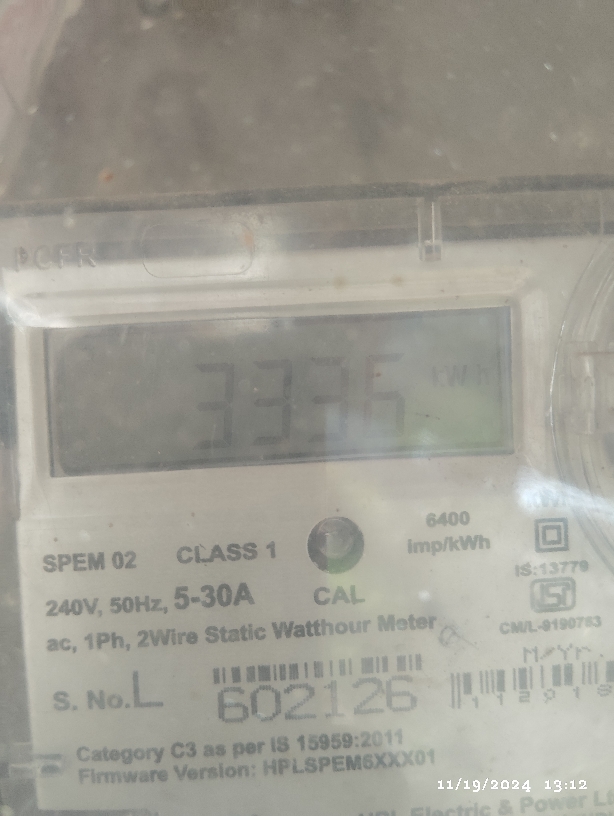 3336 kWh
SPEM 02 CLASS 1 6400 imp/kWh
IS:13779
240V, 50Hz, 5-30A CAL
ISI
CM/L-9190753
ac, 1Ph, 2Wire Static Watthour Meter
M/Yr.
S. No. L 602126
Category C3 as per IS 15959:2011
Firmware Version: HPLSPEM6XXX01
11/19/2024 13:12
Electric & Power